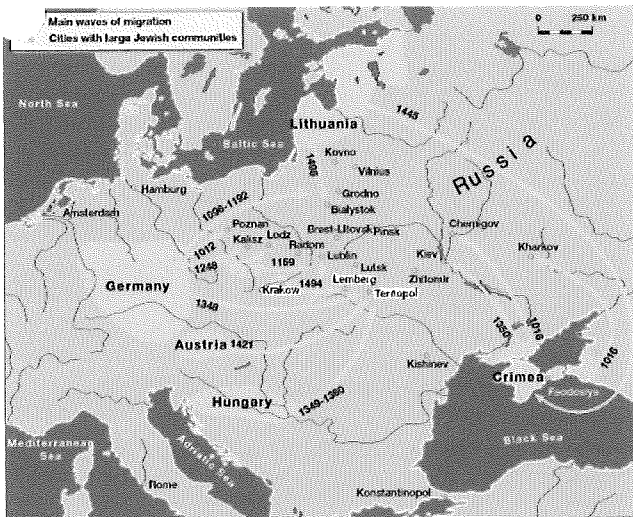 Main waves of migration
Cities with large Jewish communities
0 250 km
North Sea
Lithuania
1445
Baltic Sea
Kovno
Vilnius
Russia
Hamburg
Grodno
Bialystok
Amsterdam
1096-1192
Poznan
Kalisz
Lodz
Brest-Litovsk
Pinsk
Chernigov
Radom
Kharkov
1012
1248
1159
Lublin
Kiev
Lutsk
Germany
Krakow
1494
Lemberg
Zhitomir
Ternopol
1348
Austria 1421
1350
1016
1016
Kishinev
Crimea
Feodosiya
Hungary
1349-1360
Mediterranean
Sea
Adriatic Sea
Black Sea
Rome
Konstantinopol